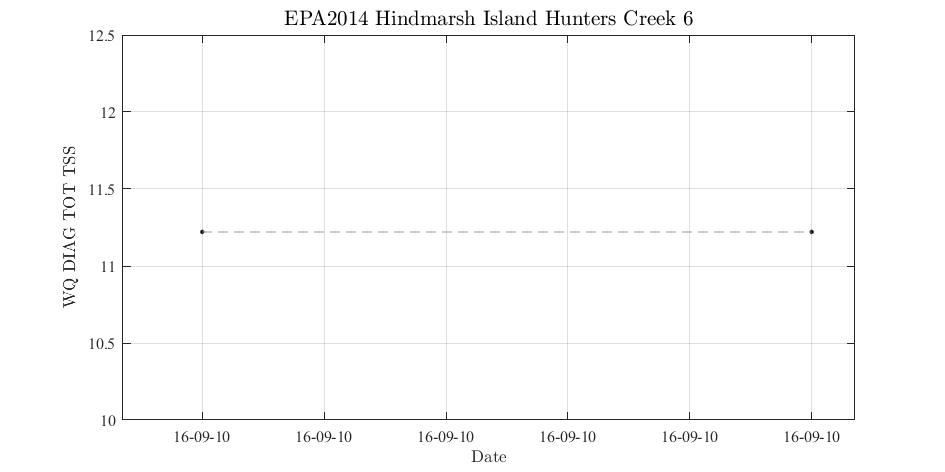 EPA2014 Hindmarsh Island Hunters Creek 6
12.5
12
11.5
11
10.5
10
WQ DIAG TOT TSS
16-09-10 16-09-10 16-09-10 16-09-10 16-09-10 16-09-10
Date